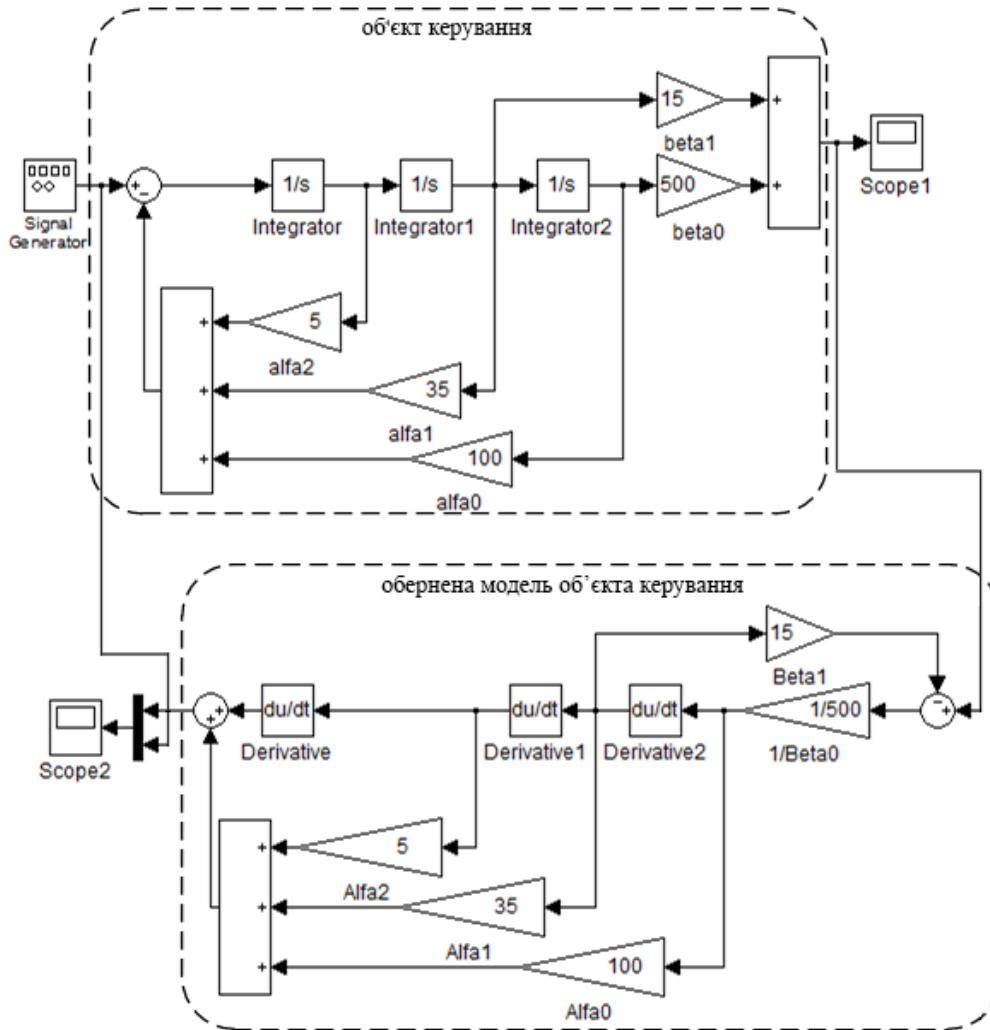 об'єкт керування
15
beta1
Signal
Generator
+
−
1/s
Integrator
1/s
Integrator1
1/s
Integrator2
500
beta0
+
+
Scope1
+
+
+
5
alfa2
35
alfa1
100
alfa0
обернена модель об’єкта керування
15
Beta1
Scope2
+
+
du/dt
Derivative
du/dt
Derivative1
du/dt
Derivative2
1/500
1/Beta0
−
+
+
+
5
Alfa2
35
Alfa1
100
Alfa0